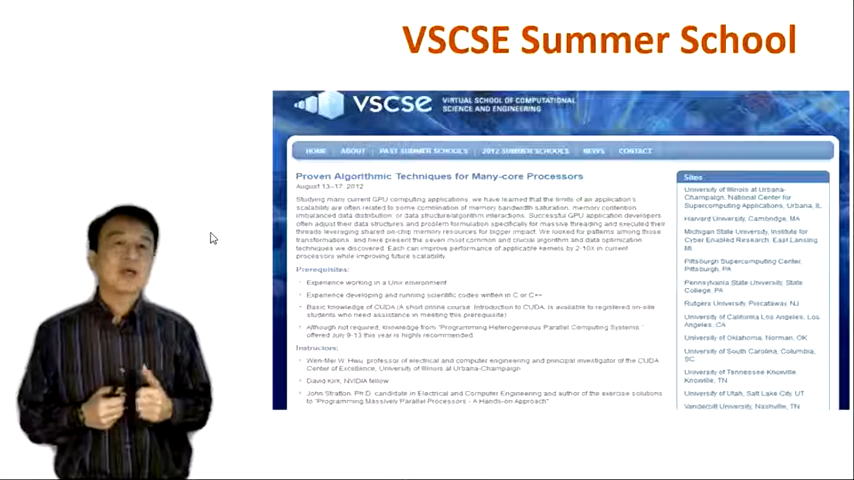 VSCSE Summer School
vscse
VIRTUAL SCHOOL OF COMPUTATIONAL
SCIENCE AND ENGINEERING
HOME
ABOUT
PAST SUMMER SCHOOLS
2012 SUMMER SCHOOLS
NEWS
CONTACT
Proven Algorithmic Techniques for Many-core Processors
August 13-17, 2012
Studying many current GPU computing applications, we have learned that the limits of an application's
scalability are often related to some combination of memory bandwidth saturation, memory contention,
imbalanced data distribution, or data structure/algorithm interactions. Successful GPU application developers
often adjust their data structures and problem formulation specifically for massive threading and executed their
threads leveraging shared on-chip memory resources for bigger impact. We looked for patterns among those
transformations, and here present the seven most common and crucial algorithm and data optimization
techniques we discovered. Each can improve performance of applicable kernels by 2-10X in current
processors while improving future scalability.
Prerequisites:
Experience working in a Unix environment
Experience developing and running scientific codes written in C or C++
Basic knowledge of CUDA (A short online course, Introduction to CUDA, is available to registered on-site
students who need assistance in meeting this prerequisite)
Although not required, knowledge from "Programming Heterogeneous Parallel Computing Systems,"
offered July 9-13 this year is highly recommended.
Instructors:
Wen-Mei W. Hwu, professor of electrical and computer engineering and principal investigator of the CUDA
Center of Excellence, University of Illinois at Urbana-Champaign
David Kirk, NVIDIA fellow
John Stratton, Ph.D. candidate in Electrical and Computer Engineering and author of the exercise solutions
to "Programming Massively Parallel Processors - A Hands-on Approach"
Sites
University of Illinois at Urbana-
Champaign, National Center for
Supercomputing Applications, Urbana, IL
Harvard University, Cambridge, MA
Michigan State University, Institute for
Cyber Enabled Research, East Lansing
MI
Pittsburgh Supercomputing Center,
Pittsburgh, PA
Pennsylvania State University, State
College, PA
Rutgers University, Piscataway, NJ
University of California Los Angeles, Los
Angeles, CA
University of Oklahoma, Norman, OK
University of South Carolina, Columbia,
SC
University of Tennessee Knoxville
Knoxville, TN
University of Utah, Salt Lake City, UT
Vanderbilt University, Nashville, TN